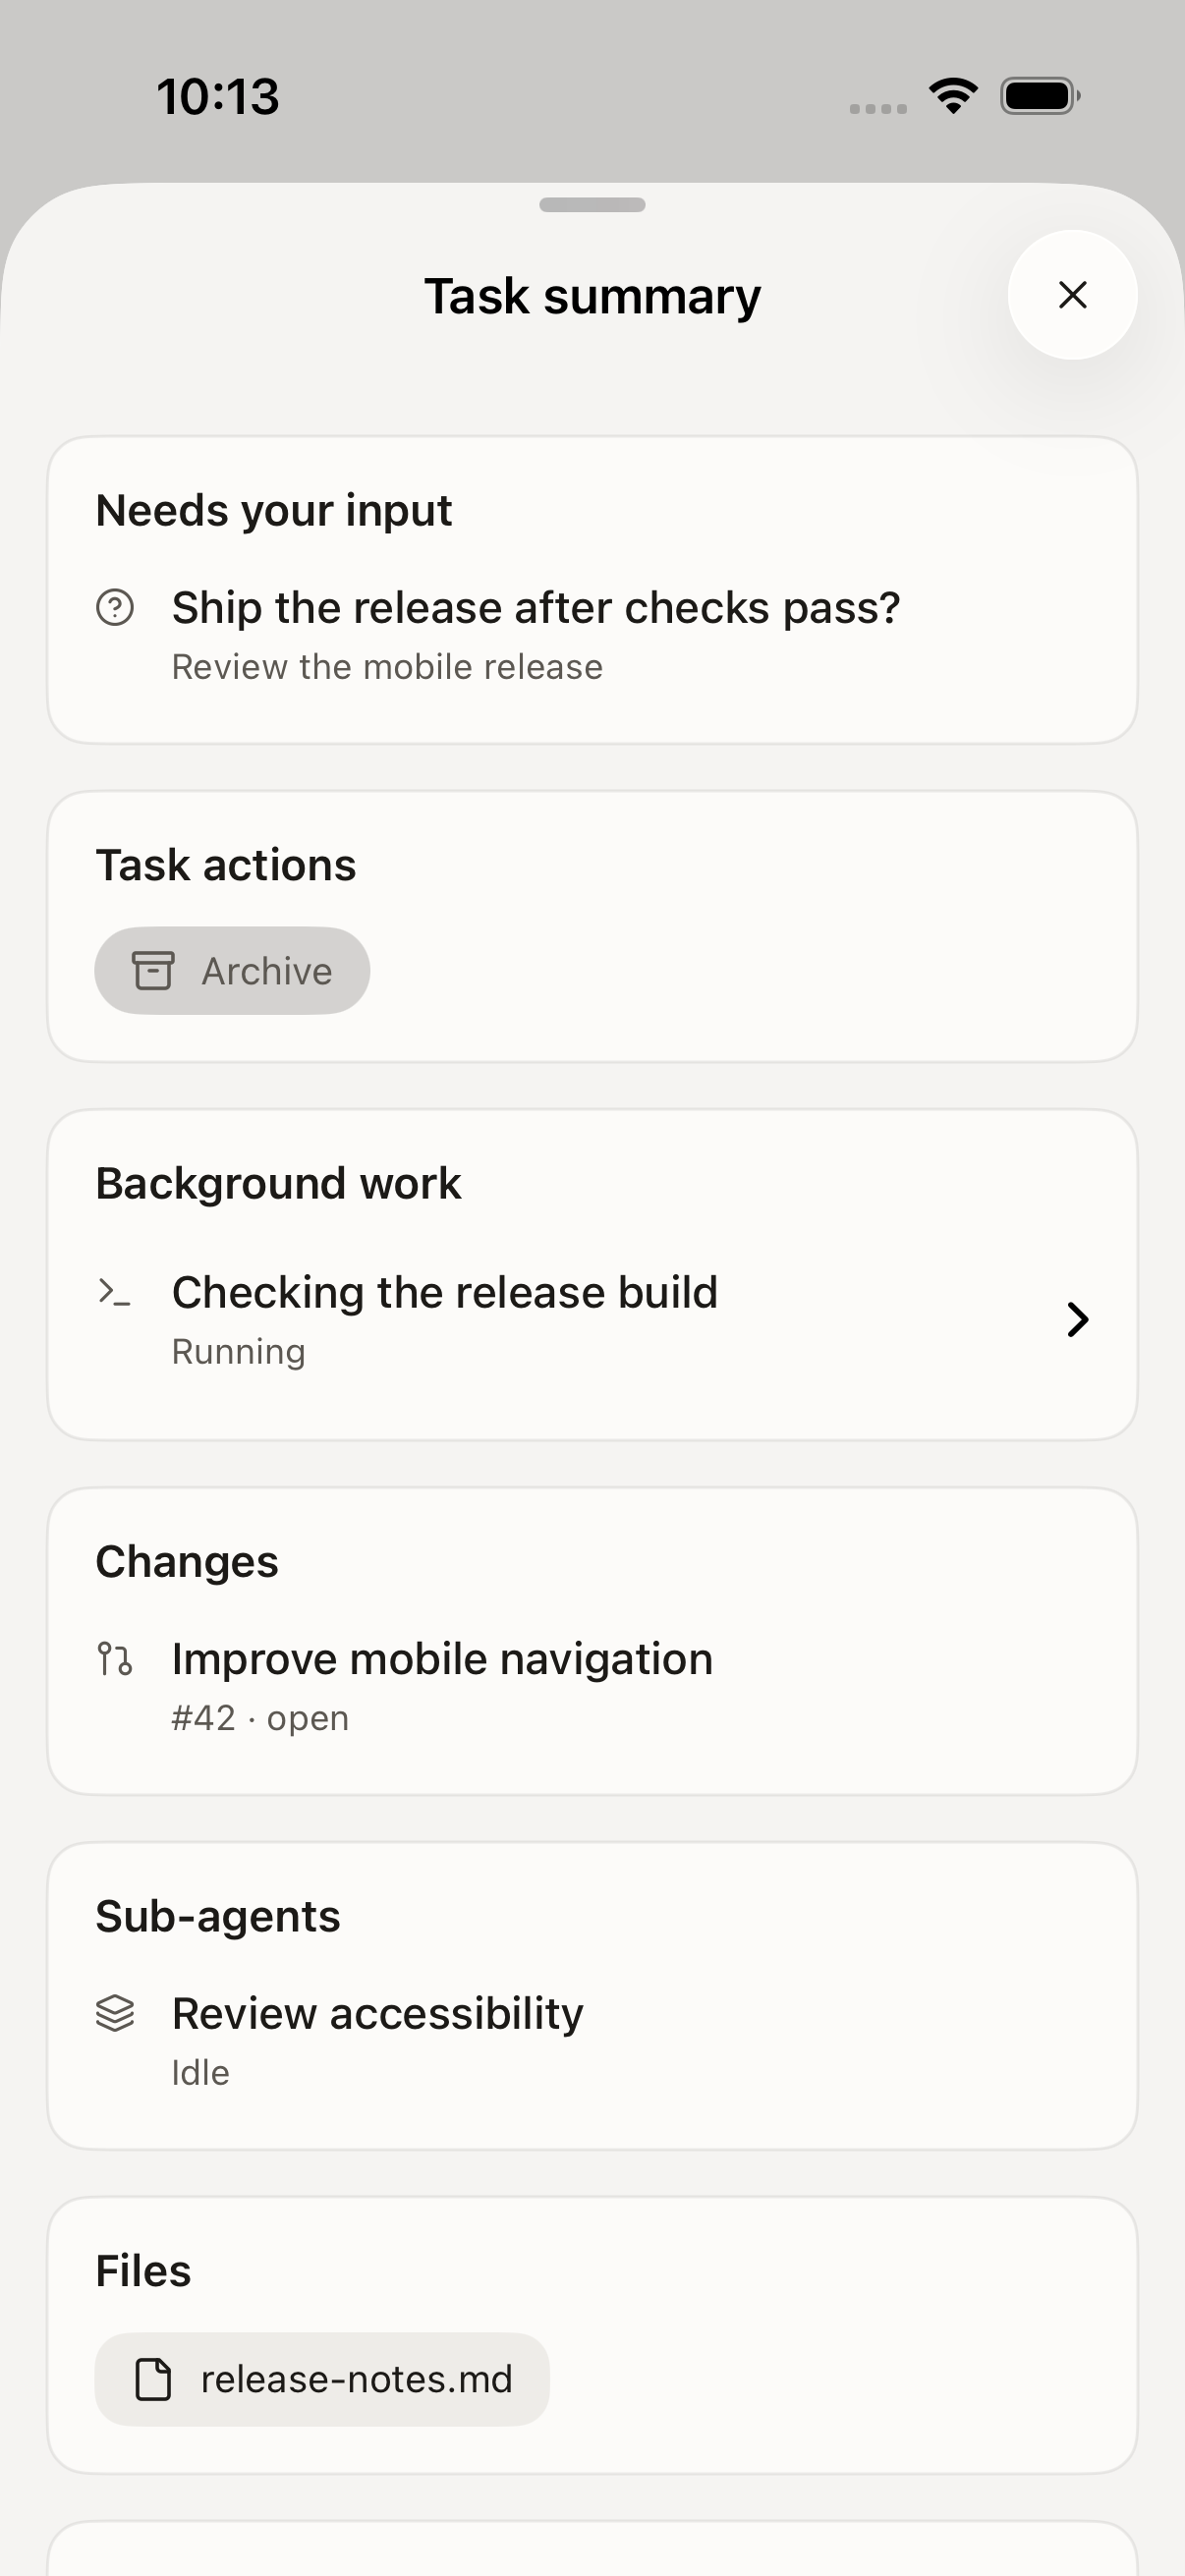 10:13
Task summary
Needs your input
Ship the release after checks pass?
Review the mobile release
Task actions
Archive
Background work
Checking the release build
Running
Changes
Improve mobile navigation
#42 · open
Sub-agents
Review accessibility
Idle
Files
release-notes.md